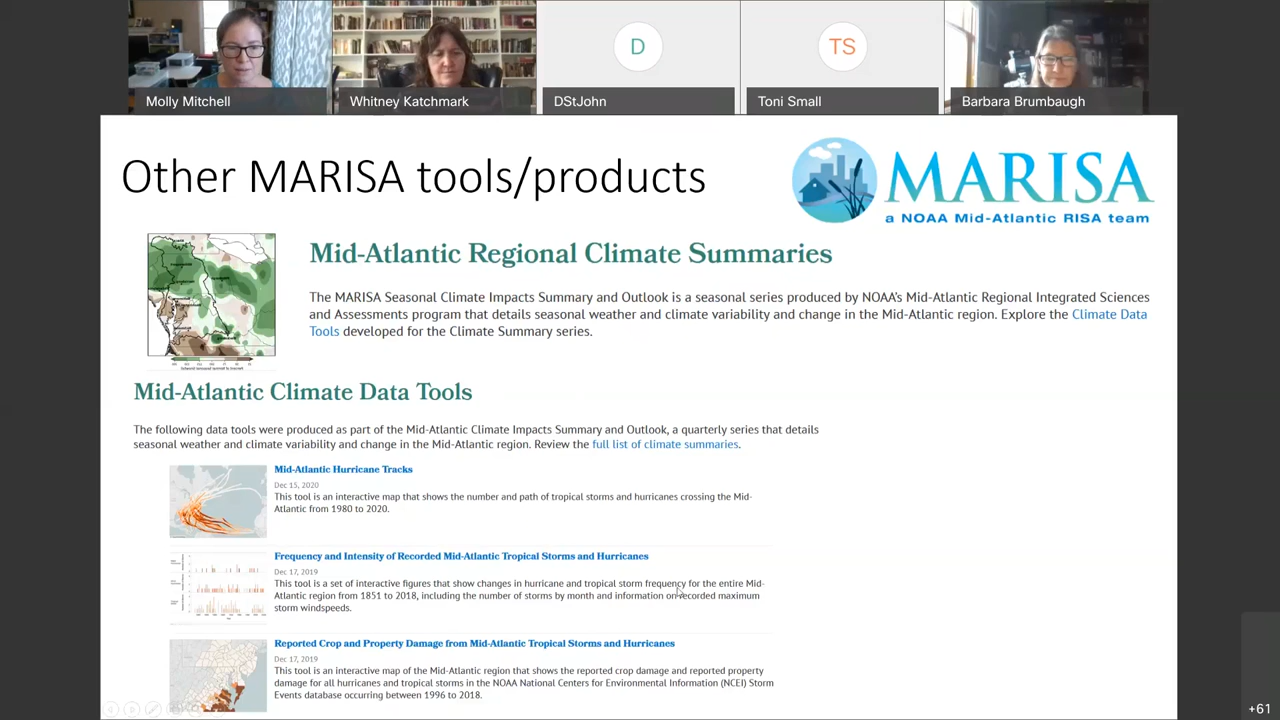 D
TS
Molly Mitchell
Whitney Katchmark
DStJohn
Toni Small
Barbara Brumbaugh
Other MARISA tools/products
MARISA
a NOAA Mid-Atlantic RISA team
Mid-Atlantic Regional Climate Summaries
The MARISA Seasonal Climate Impacts Summary and Outlook is a seasonal series produced by NOAA's Mid-Atlantic Regional Integrated Sciences
and Assessments program that details seasonal weather and climate variability and change in the Mid-Atlantic region. Explore the Climate Data
Tools developed for the Climate Summary series.
Mid-Atlantic Climate Data Tools
The following data tools were produced as part of the Mid-Atlantic Climate Impacts Summary and Outlook, a quarterly series that details
seasonal weather and climate variability and change in the Mid-Atlantic region. Review the full list of climate summaries.
Mid-Atlantic Hurricane Tracks
Dec 15, 2020
This tool is an interactive map that shows the number and path of tropical storms and hurricanes crossing the Mid-
Atlantic from 1980 to 2020.
Frequency and Intensity of Recorded Mid-Atlantic Tropical Storms and Hurricanes
Dec 17, 2019
This tool is a set of interactive figures that show changes in hurricane and tropical storm frequency for the entire Mid-
Atlantic region from 1851 to 2018, including the number of storms by month and information on recorded maximum
storm windspeeds.
Reported Crop and Property Damage from Mid-Atlantic Tropical Storms and Hurricanes
Dec 17, 2019
This tool is an interactive map of the Mid-Atlantic region that shows the reported crop damage and reported property
damage for all hurricanes and tropical storms in the NOAA National Centers for Environmental Information (NCEI) Storm
Events database occurring between 1996 to 2018.
+61